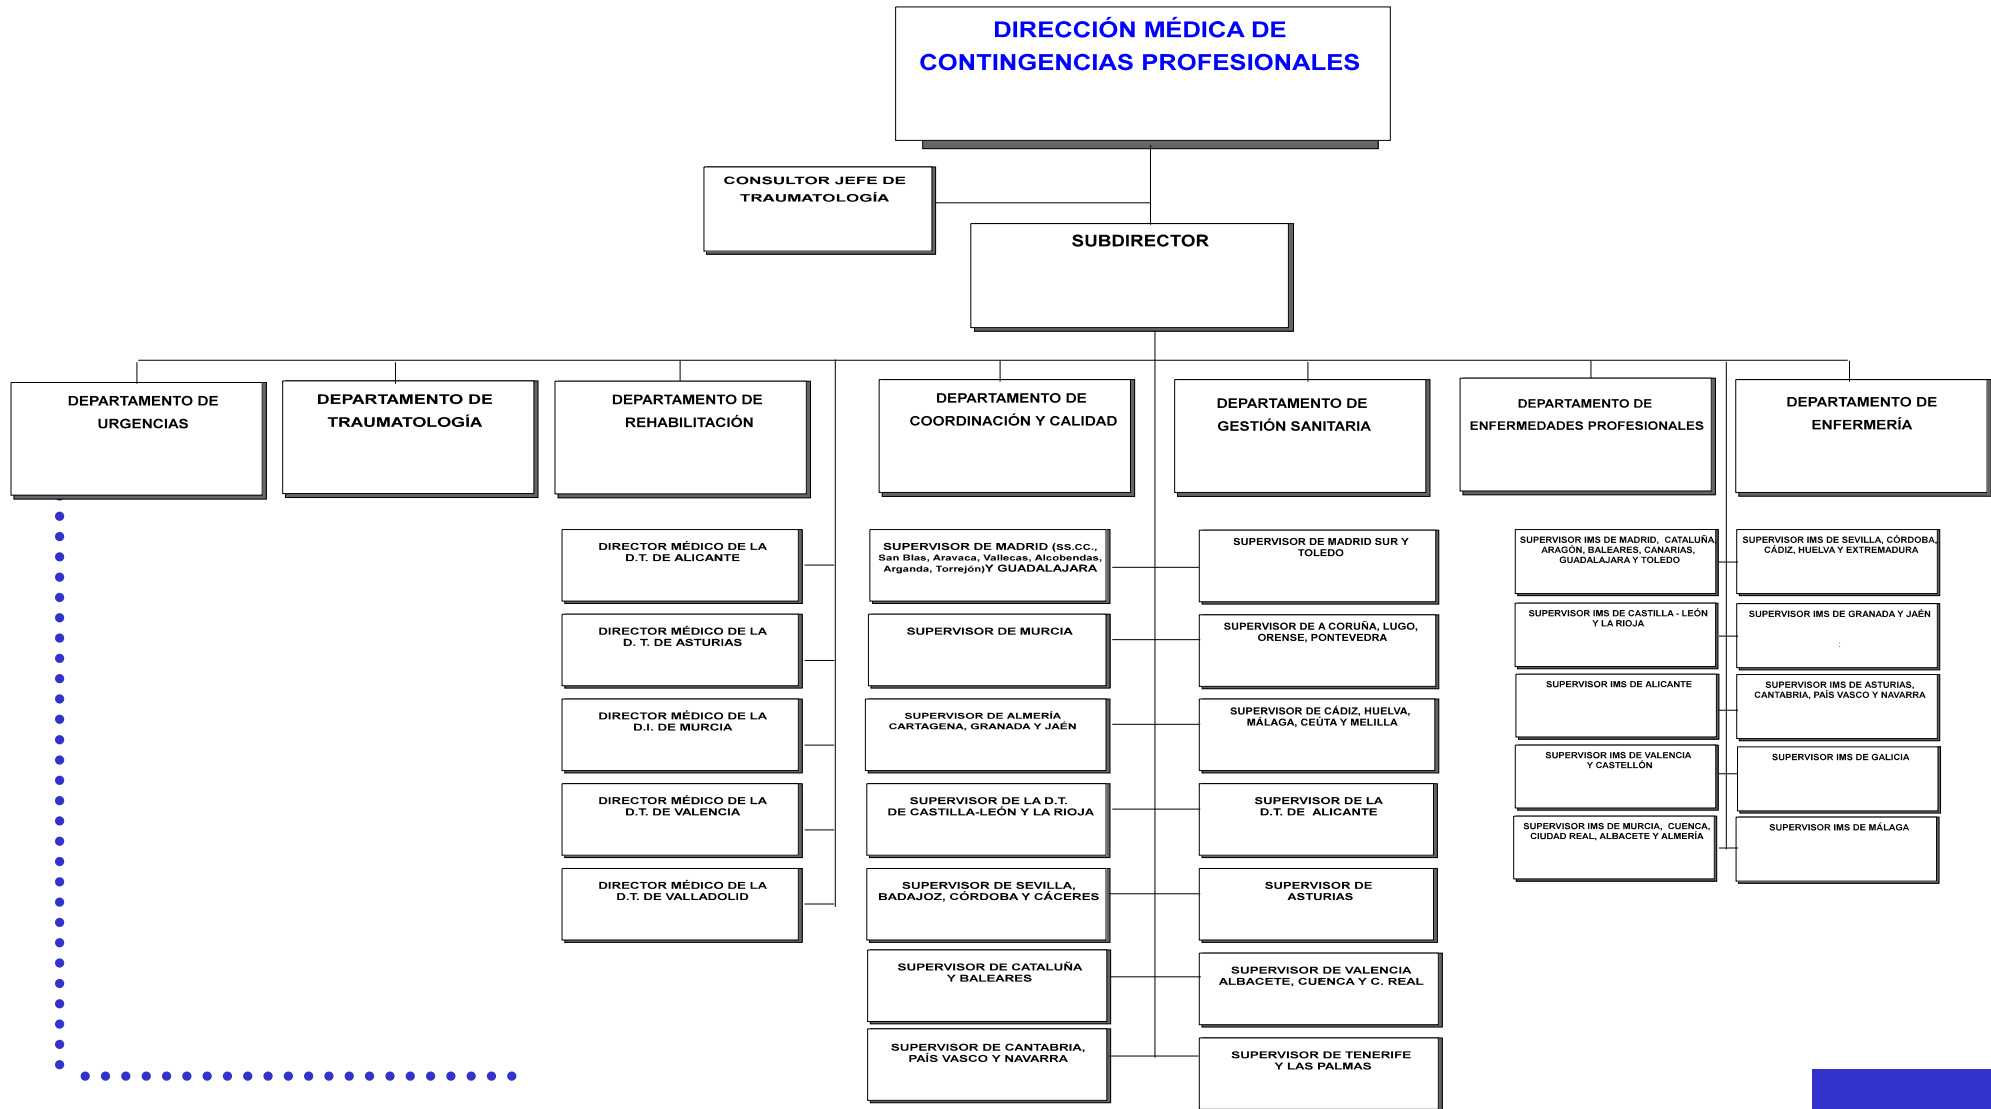 DIRECCIÓN MÉDICA DE
CONTINGENCIAS PROFESIONALES
CONSULTOR JEFE DE
TRAUMATOLOGÍA
SUBDIRECTOR
DEPARTAMENTO DE
URGENCIAS
DEPARTAMENTO DE
TRAUMATOLOGÍA
DEPARTAMENTO DE
REHABILITACIÓN
DEPARTAMENTO DE
COORDINACIÓN Y CALIDAD
DEPARTAMENTO DE
GESTIÓN SANITARIA
DEPARTAMENTO DE
ENFERMEDADES PROFESIONALES
DEPARTAMENTO DE
ENFERMERÍA
DIRECTOR MÉDICO DE LA
D.T. DE ALICANTE
DIRECTOR MÉDICO DE LA
D. T. DE ASTURIAS
DIRECTOR MÉDICO DE LA
D.I. DE MURCIA
DIRECTOR MÉDICO DE LA
D.T. DE VALENCIA
DIRECTOR MÉDICO DE LA
D.T. DE VALLADOLID
SUPERVISOR DE MADRID (SS.CC.,
San Blas, Aravaca, Vallecas, Alcobendas,
Arganda, Torrejón)Y GUADALAJARA
SUPERVISOR DE MURCIA
SUPERVISOR DE ALMERÍA
CARTAGENA, GRANADA Y JAÉN
SUPERVISOR DE LA D.T.
DE CASTILLA-LEÓN Y LA RIOJA
SUPERVISOR DE SEVILLA,
BADAJOZ, CÓRDOBA Y CÁCERES
SUPERVISOR DE CATALUÑA
Y BALEARES
SUPERVISOR DE CANTABRIA,
PAÍS VASCO Y NAVARRA
SUPERVISOR DE MADRID SUR Y
TOLEDO
SUPERVISOR DE A CORUÑA, LUGO,
ORENSE, PONTEVEDRA
SUPERVISOR DE CÁDIZ, HUELVA,
MÁLAGA, CEÚTA Y MELILLA
SUPERVISOR DE LA
D.T. DE ALICANTE
SUPERVISOR DE
ASTURIAS
SUPERVISOR DE VALENCIA
ALBACETE, CUENCA Y C. REAL
SUPERVISOR DE TENERIFE
Y LAS PALMAS
SUPERVISOR IMS DE MADRID, CATALUÑA,
ARAGÓN, BALEARES, CANARIAS,
GUADALAJARA Y TOLEDO
SUPERVISOR IMS DE CASTILLA - LEÓN
Y LA RIOJA
SUPERVISOR IMS DE ALICANTE
SUPERVISOR IMS DE VALENCIA
Y CASTELLÓN
SUPERVISOR IMS DE MURCIA, CUENCA,
CIUDAD REAL, ALBACETE Y ALMERÍA
SUPERVISOR IMS DE SEVILLA, CÓRDOBA,
CÁDIZ, HUELVA Y EXTREMADURA
SUPERVISOR IMS DE GRANADA Y JAÉN
:
SUPERVISOR IMS DE ASTURIAS,
CANTABRIA, PAÍS VASCO Y NAVARRA
SUPERVISOR IMS DE GALICIA
SUPERVISOR IMS DE MÁLAGA